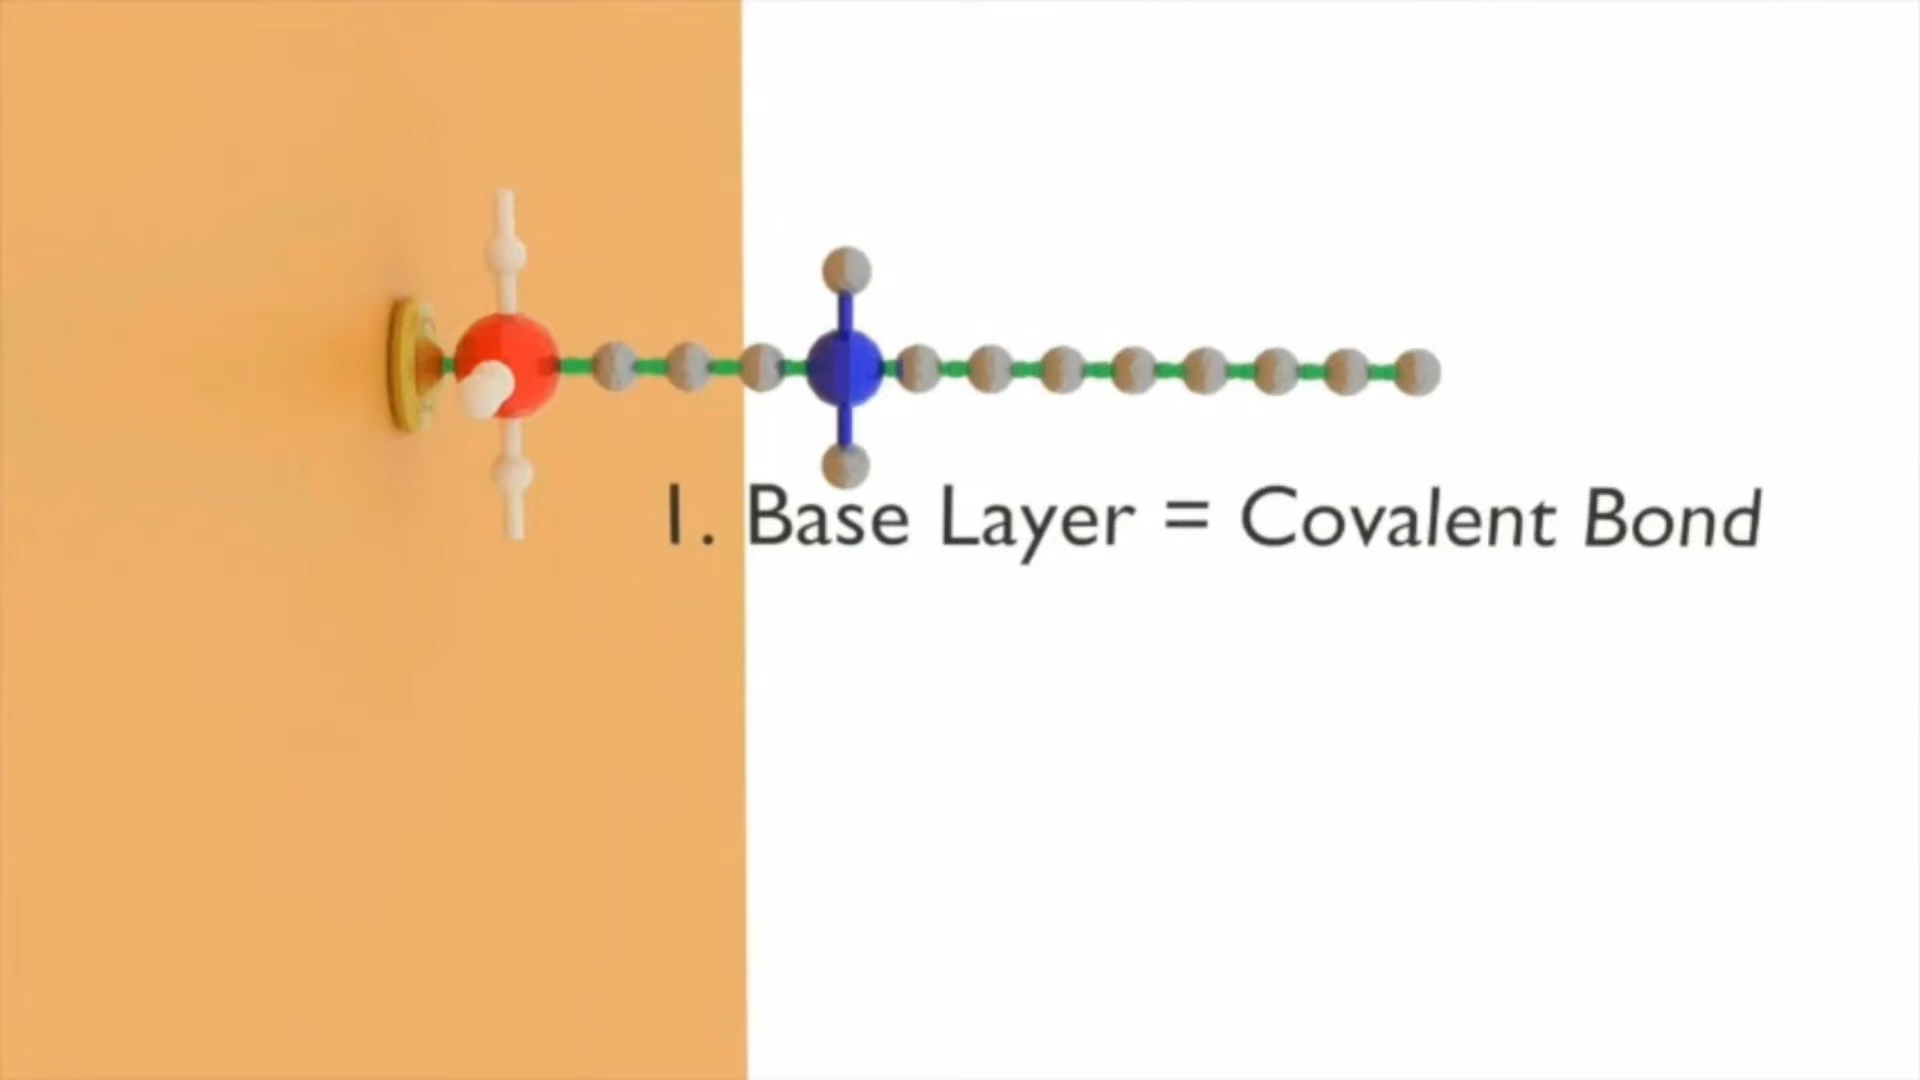 1. Base Layer = Covalent Bond